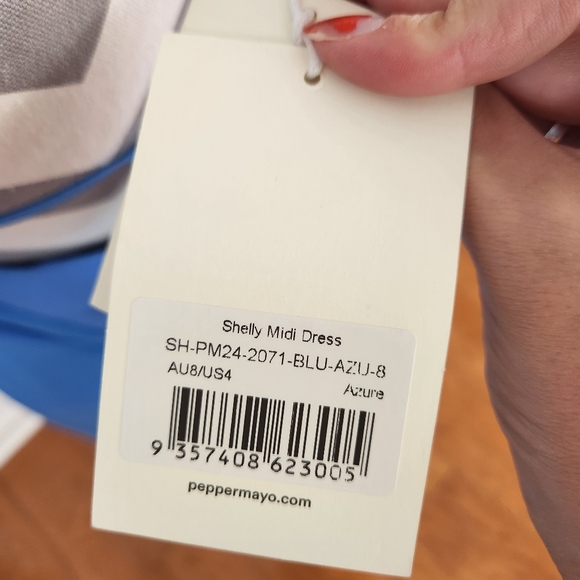 Shelly Midi Dress
SH-PM24-2071-BLU-AZU-8
AU8/US4
Azure
9 357408 623005
peppermayo.com